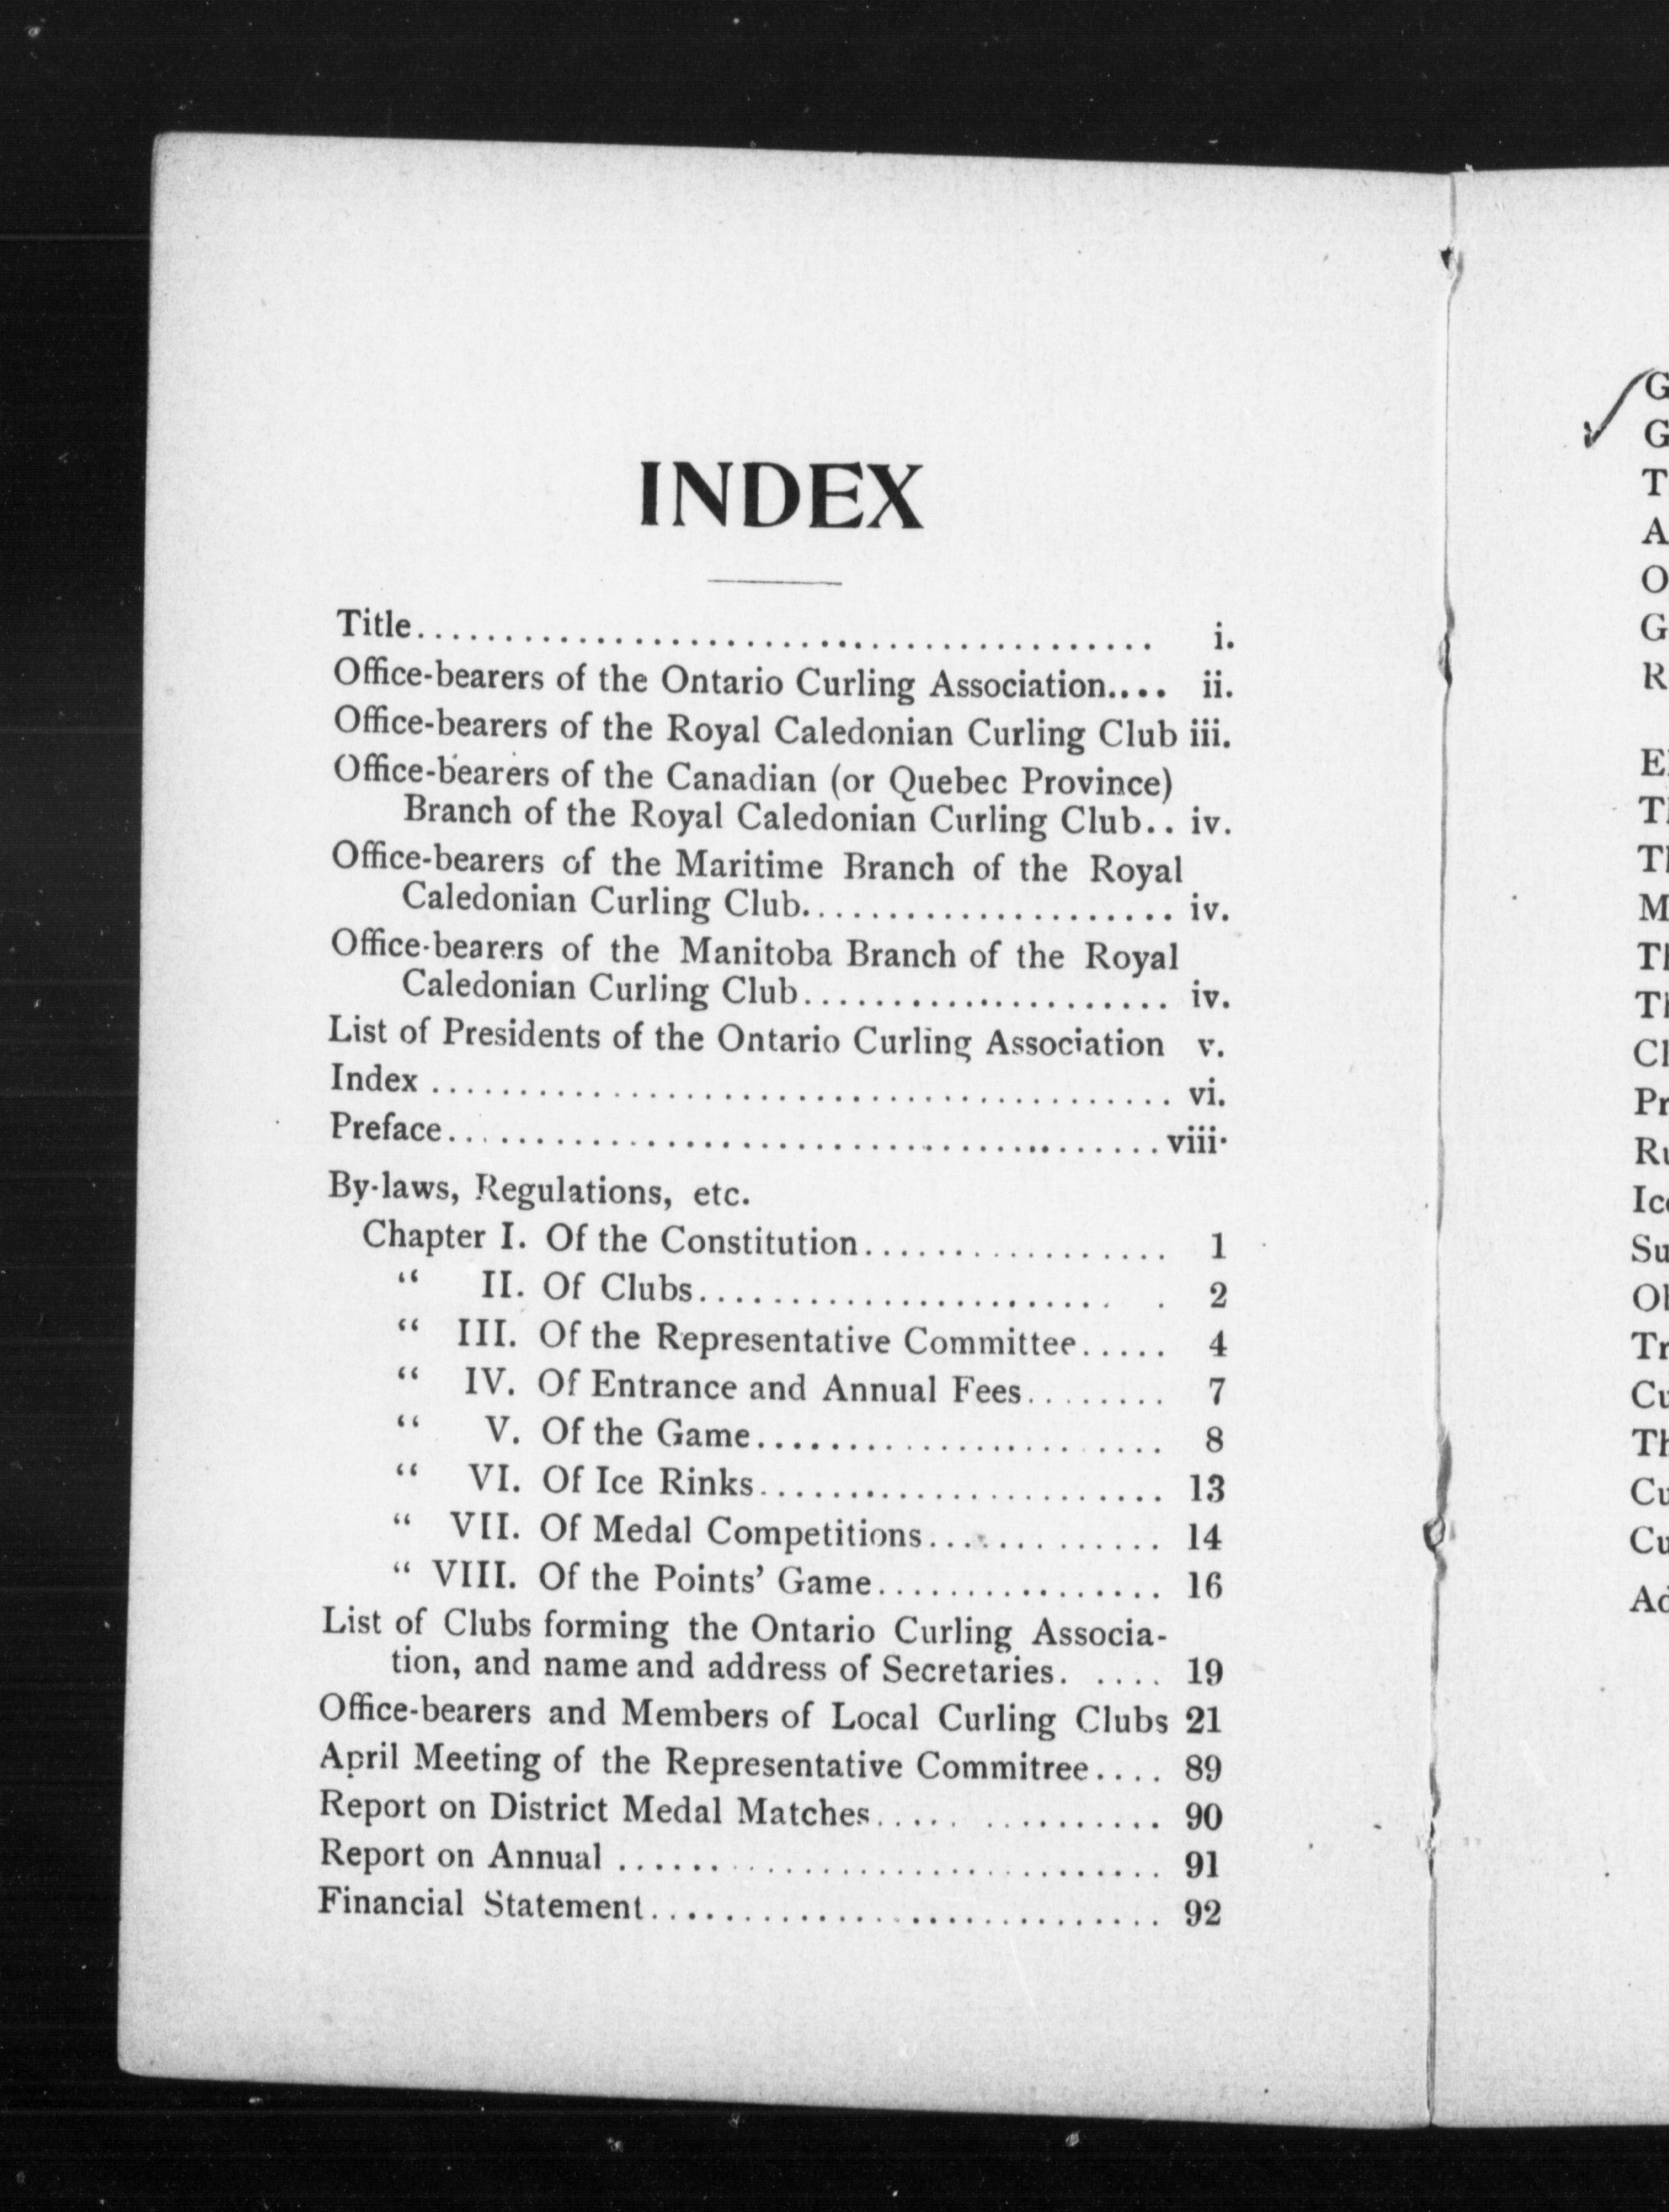 INDEX
Title........................................... i.
Office-bearers of the Ontario Curling Association.... ii.
Office-bearers of the Royal Caledonian Curling Club iii.
Office-bearers of the Canadian (or Quebec Province)
Branch of the Royal Caledonian Curling Club.. iv.
Office-bearers of the Maritime Branch of the Royal
Caledonian Curling Club...................... iv.
Office-bearers of the Manitoba Branch of the Royal
Caledonian Curling Club...................... iv.
List of Presidents of the Ontario Curling Association v.
Index ........................................... vi.
Preface.......................................... viii.
By-laws, Regulations, etc.
Chapter I. Of the Constitution.................. 1
“ II. Of Clubs......................... . 2
“ III. Of the Representative Committee..... 4
“ IV. Of Entrance and Annual Fees........ 7
“ V. Of the Game........................ 8
“ VI. Of Ice Rinks........................ 13
“ VII. Of Medal Competitions.............. 14
“ VIII. Of the Points’ Game................. 16
List of Clubs forming the Ontario Curling Associa-
tion, and name and address of Secretaries. .... 19
Office-bearers and Members of Local Curling Clubs 21
April Meeting of the Representative Commitree.... 89
Report on District Medal Matches..... .......... 90
Report on Annual ................................ 91
Financial Statement.............................. 92
G
G
T
A
O
G
R